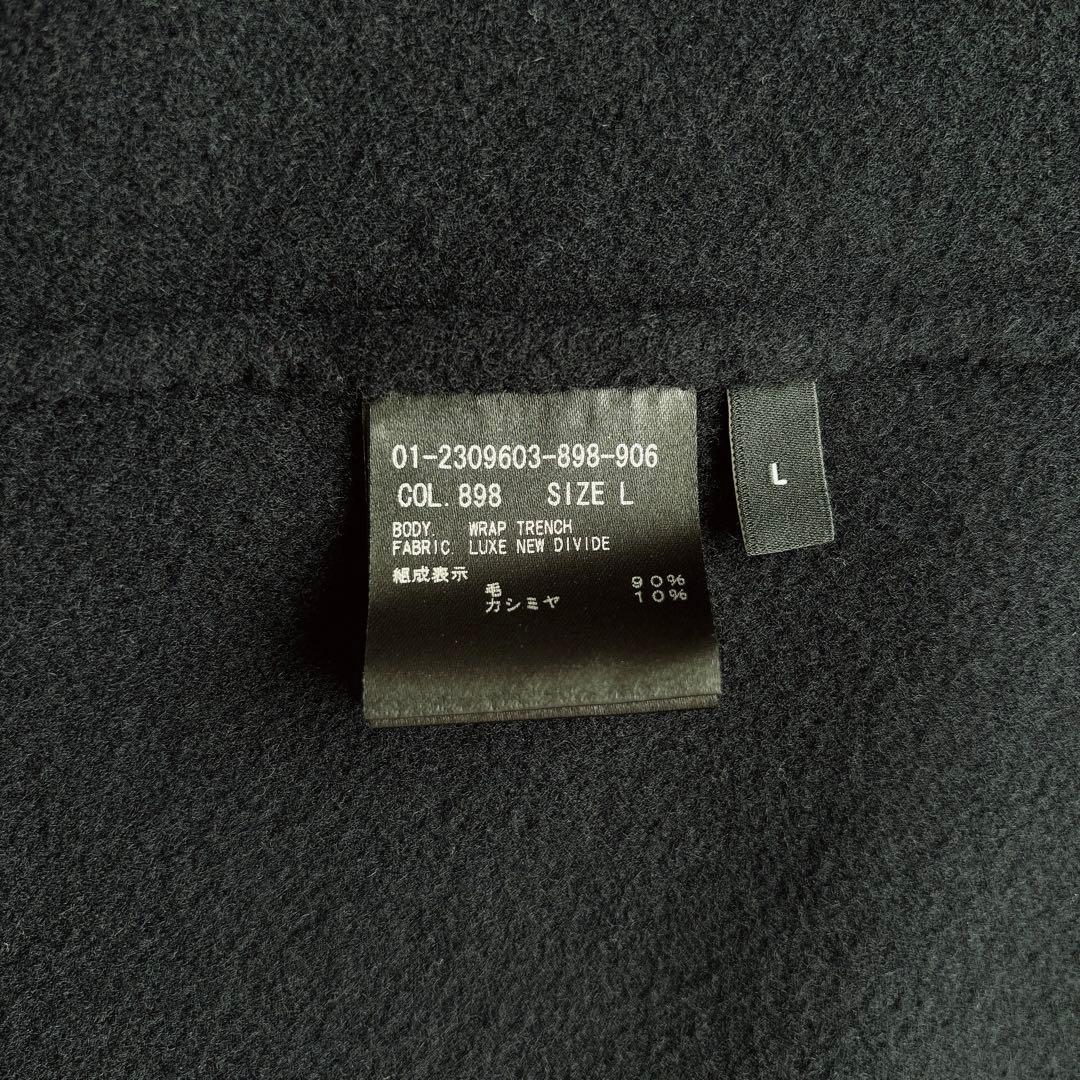 01-2309603-898-906
COL. 898 SIZE L
BODY. WRAP TRENCH
FABRIC LUXE NEW DIVIDE
組成表示
毛 90%
カシミヤ 10%
L